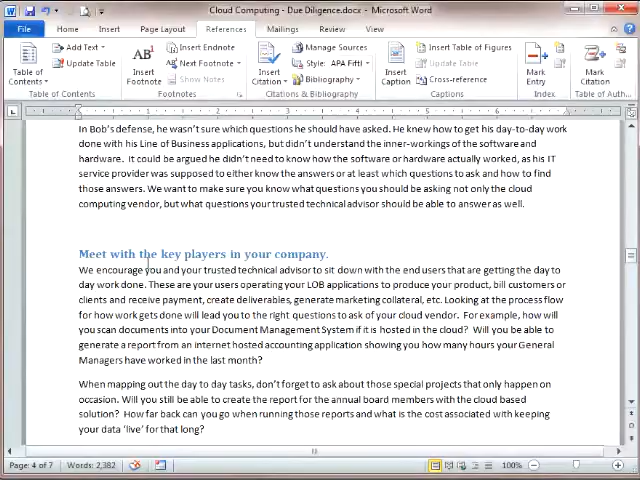 Cloud Computing - Due Diligence.docx - Microsoft Word
File Home Insert Page Layout References Mailings Review View
Table of Contents
Add Text
Update Table
Insert Footnote
AB¹
Insert Endnote
Next Footnote
Show Notes
Footnotes
Insert Citation
Manage Sources
Style: APA Fiftl
Bibliography
Citations & Bibliography
Insert Caption
Insert Table of Figures
Update Table
Cross-reference
Captions
Mark Entry
Index
Mark Citation
Table of Auth...
In Bob's defense, he wasn't sure which questions he should have asked. He knew how to get his day-to-day work
done with his Line of Business applications, but didn't understand the inner-workings of the software and
hardware. It could be argued he didn't need to know how the software or hardware actually worked, as his IT
service provider was supposed to either know the answers or at least which questions to ask and how to find
those answers. We want to make sure you know what questions you should be asking not only the cloud
computing vendor, but what questions your trusted technical advisor should be able to answer as well.
Meet with the key players in your company.
We encourage you and your trusted technical advisor to sit down with the end users that are getting the day to
day work done. These are your users operating your LOB applications to produce your product, bill customers or
clients and receive payment, create deliverables, generate marketing collateral, etc. Looking at the process flow
for how work gets done will lead you to the right questions to ask of your cloud vendor. For example, how will
you scan documents into your Document Management System if it is hosted in the cloud? Will you be able to
generate a report from an internet hosted accounting application showing you how many hours your General
Managers have worked in the last month?
When mapping out the day to day tasks, don't forget to ask about those special projects that only happen on
occasion. Will you still be able to create the report for the annual board members with the cloud based
solution? How far back can you go when running those reports and what is the cost associated with keeping
your data 'live' for that long?
Page: 4 of 7 Words: 2,382 100%